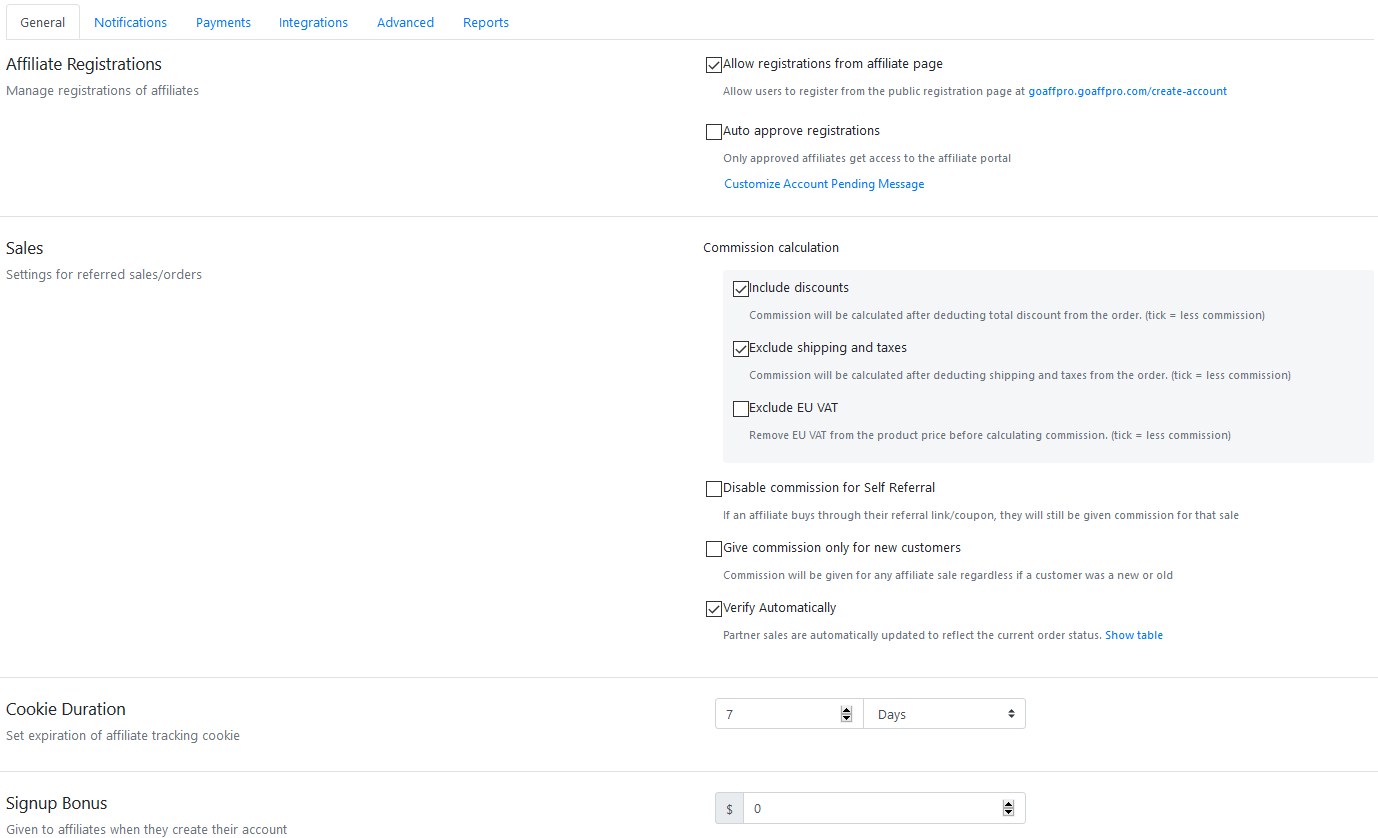 General Notifications Payments Integrations Advanced Reports
Affiliate Registrations
Manage registrations of affiliates
Allow registrations from affiliate page
Allow users to register from the public registration page at goaffpro.goaffpro.com/create-account
Auto approve registrations
Only approved affiliates get access to the affiliate portal
Customize Account Pending Message
Sales
Settings for referred sales/orders
Commission calculation
Include discounts
Commission will be calculated after deducting total discount from the order. (tick = less commission)
Exclude shipping and taxes
Commission will be calculated after deducting shipping and taxes from the order. (tick = less commission)
Exclude EU VAT
Remove EU VAT from the product price before calculating commission. (tick = less commission)
Disable commission for Self Referral
If an affiliate buys through their referral link/coupon, they will still be given commission for that sale
Give commission only for new customers
Commission will be given for any affiliate sale regardless if a customer was a new or old
Verify Automatically
Partner sales are automatically updated to reflect the current order status. Show table
Cookie Duration
Set expiration of affiliate tracking cookie
7 Days
Signup Bonus
Given to affiliates when they create their account
$ 0